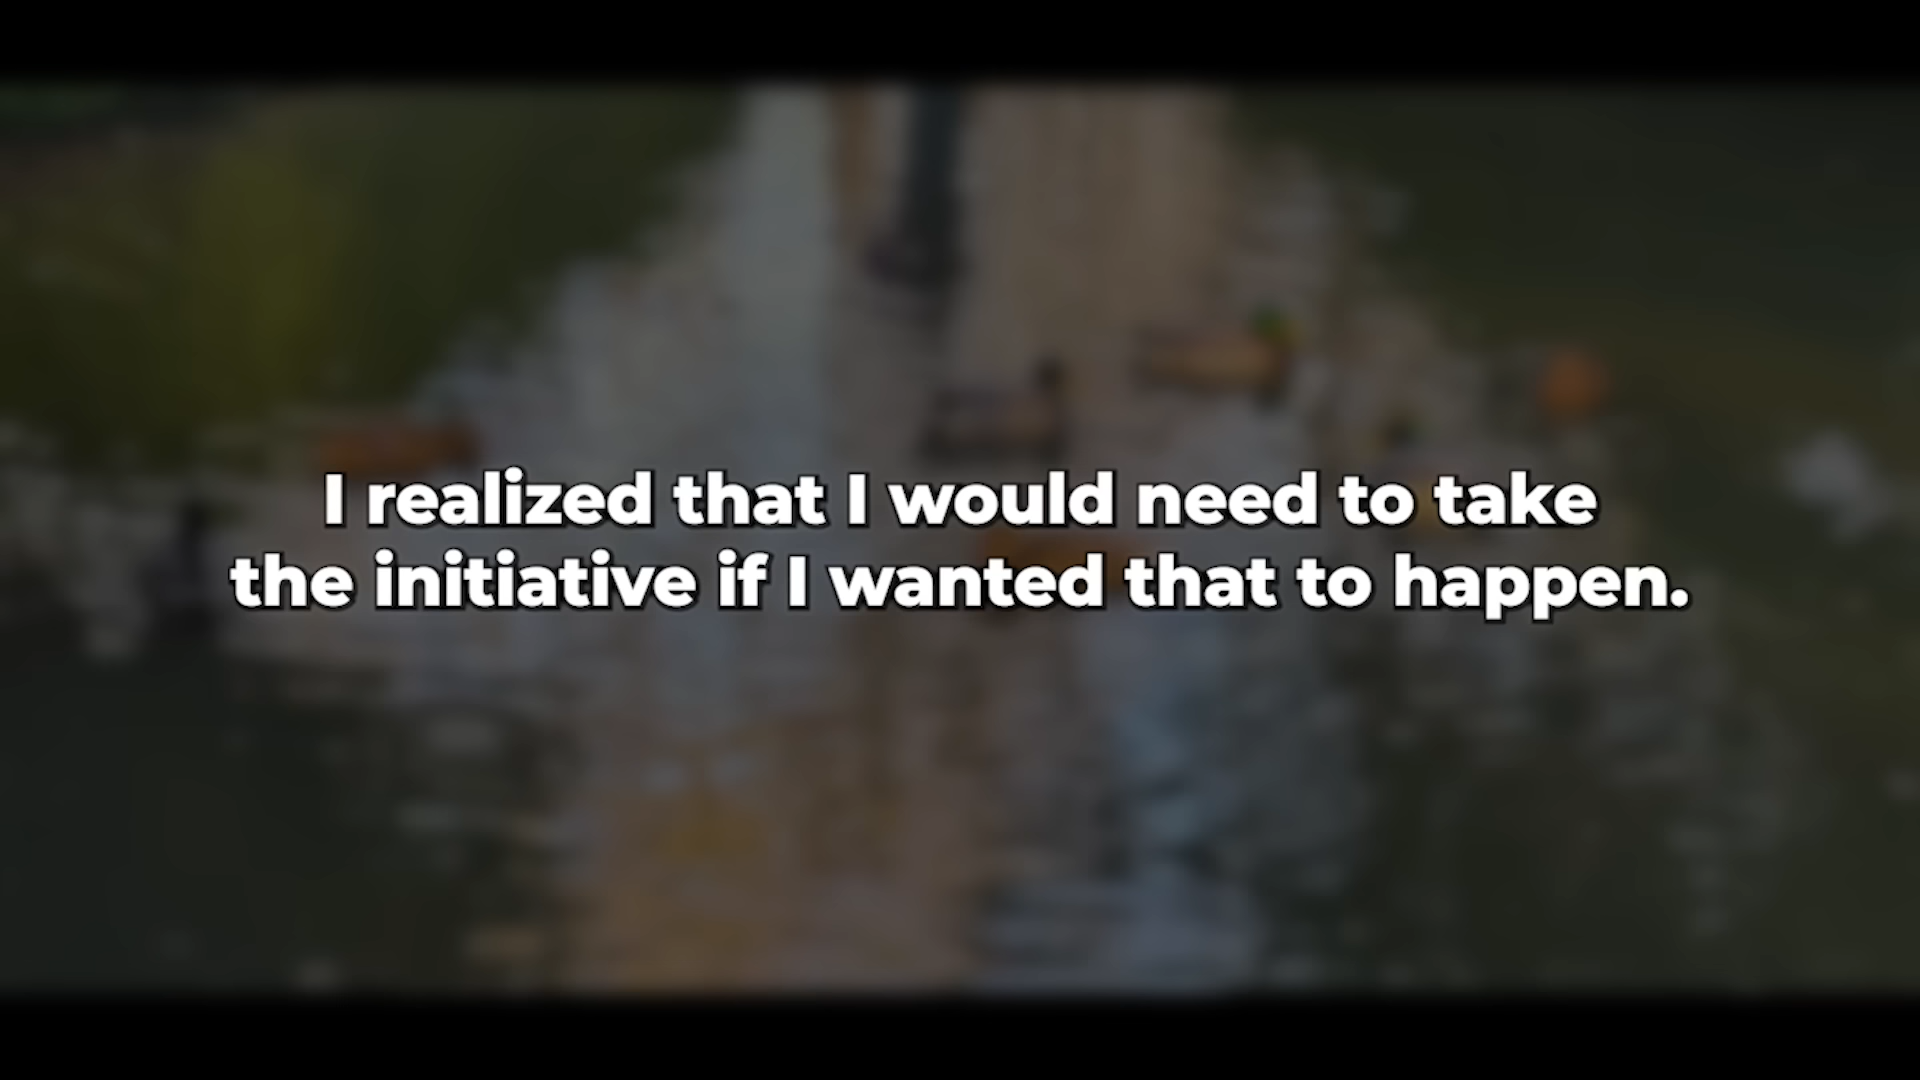 I realized that I would need to take
the initiative if I wanted that to happen.